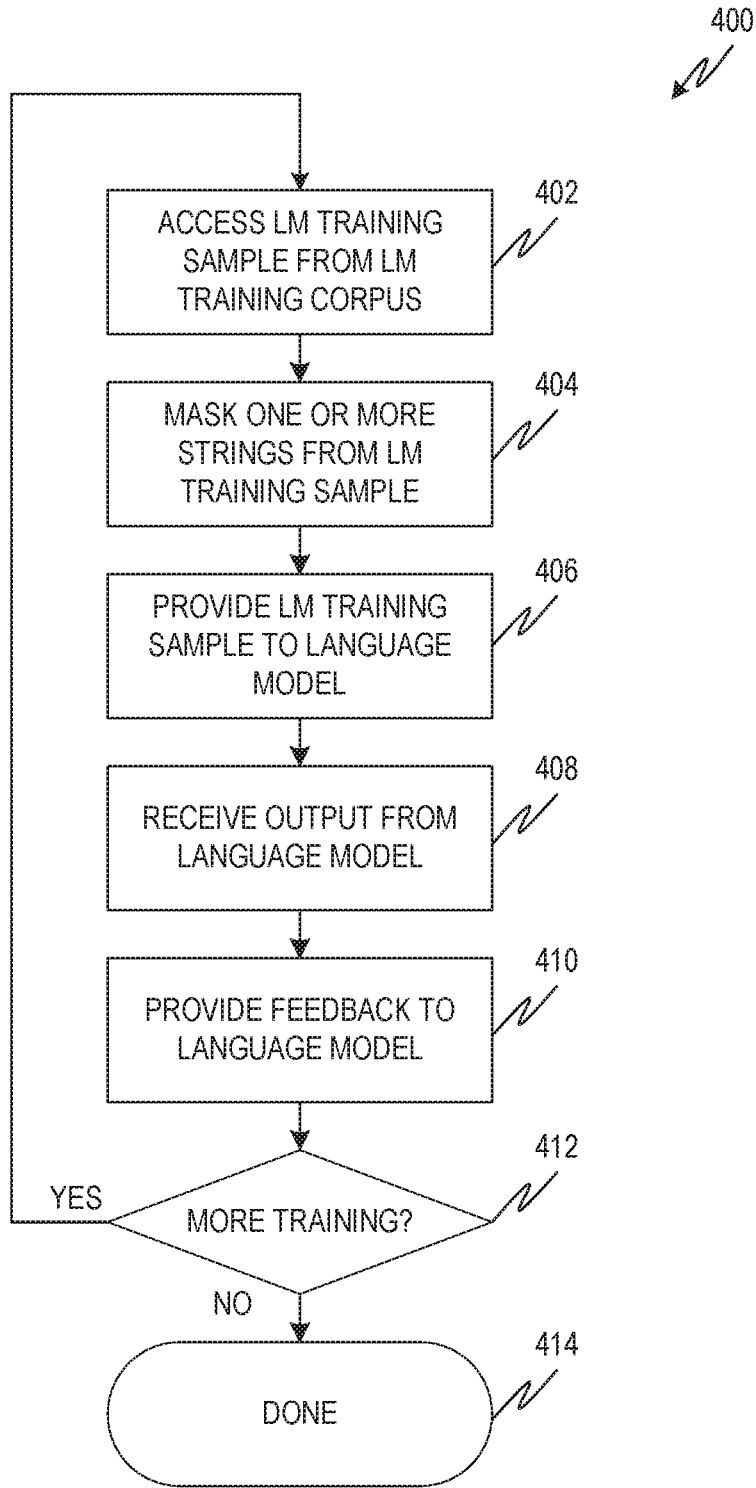 400
ACCESS LM TRAINING
SAMPLE FROM LM
TRAINING CORPUS
402
MASK ONE OR MORE
STRINGS FROM LM
TRAINING SAMPLE
404
PROVIDE LM TRAINING
SAMPLE TO LANGUAGE
MODEL
406
RECEIVE OUTPUT FROM
LANGUAGE MODEL
408
PROVIDE FEEDBACK TO
LANGUAGE MODEL
410
YES
MORE TRAINING?
412
NO
DONE
414